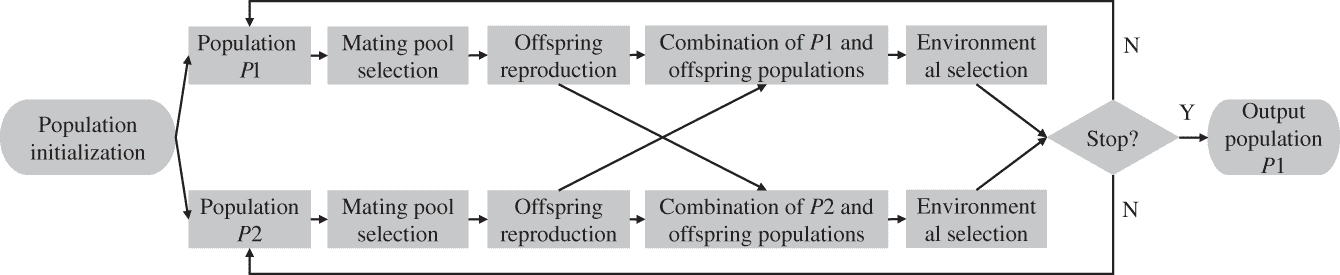 Population
initialization
Population
P1
Mating pool
selection
Offspring
reproduction
Combination of P1 and
offspring populations
Environment
al selection
Population
P2
Mating pool
selection
Offspring
reproduction
Combination of P2 and
offspring populations
Environment
al selection
Stop?
N
N
Y
Output
population
P1